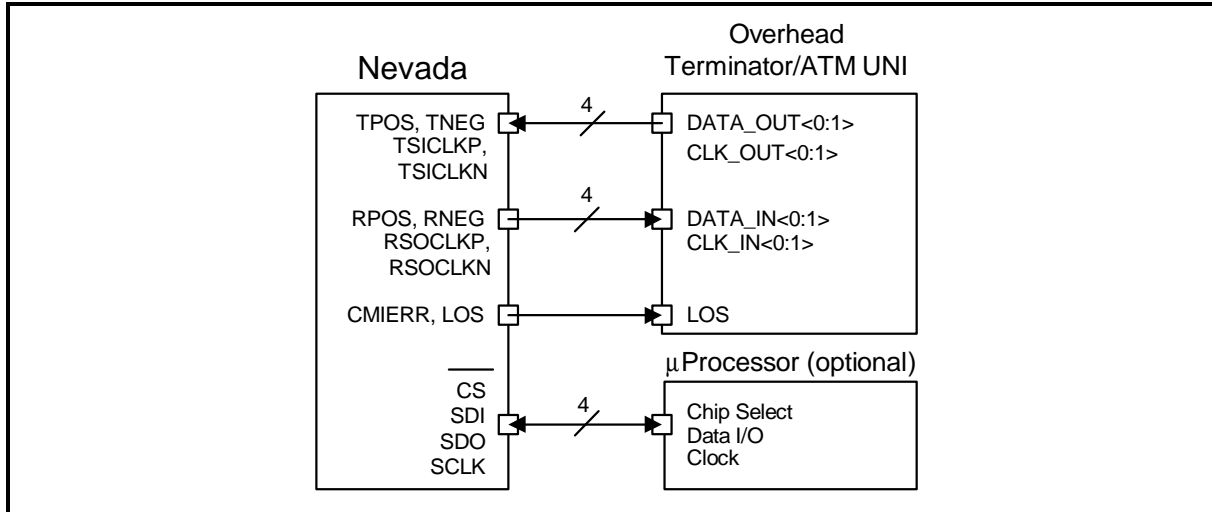 Nevada
Overhead
Terminator/ATM UNI
TPOS, TNEG
TSICLKP,
TSICLKN
4
DATA_OUT<0:1>
CLK_OUT<0:1>
RPOS, RNEG
RSOCLKP,
RSOCLKN
4
DATA_IN<0:1>
CLK_IN<0:1>
CMIERR, LOS
LOS
µProcessor (optional)
CS
SDI
SDO
SCLK
4
Chip Select
Data I/O
Clock